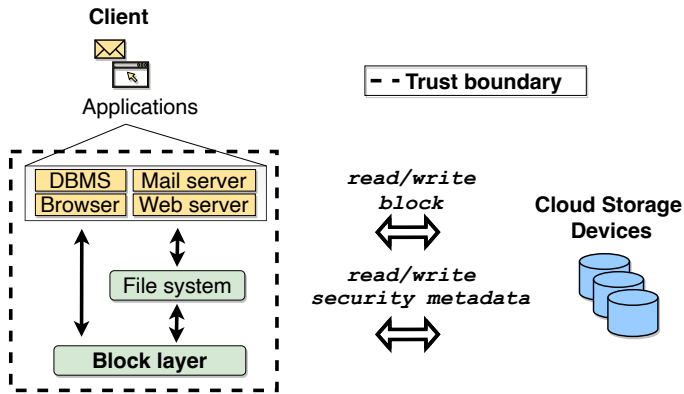 Client
Applications
- - Trust boundary
DBMS
Mail server
Browser
Web server
File system
Block layer
read/write
block
read/write
security metadata
Cloud Storage
Devices